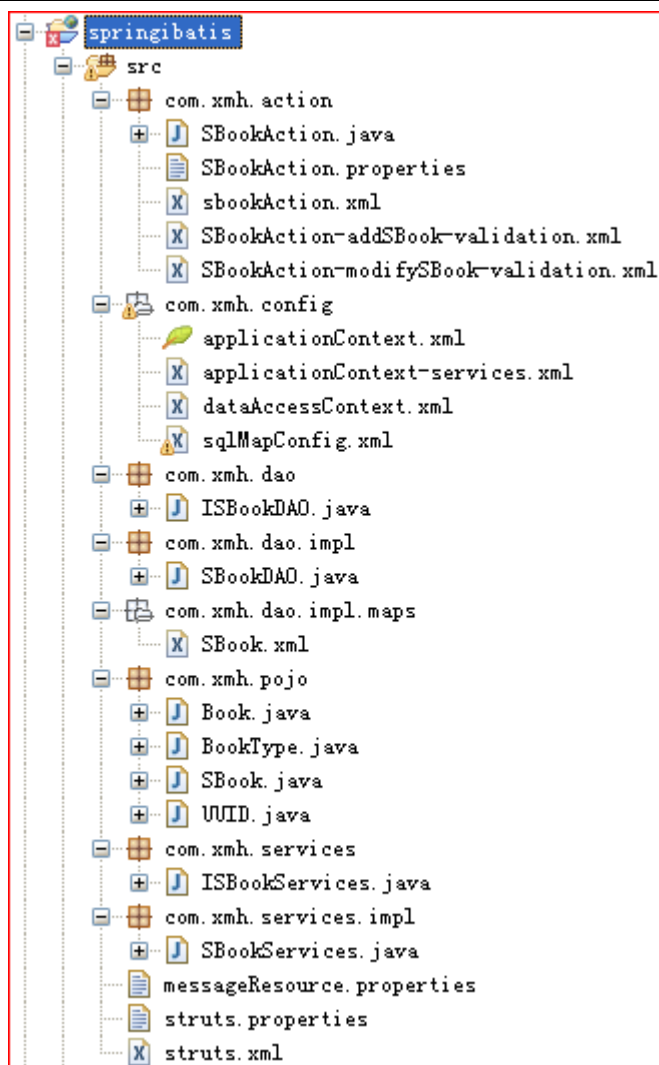 springibatis
src
com.xmh.action
SBookAction.java
SBookAction.properties
sbookAction.xml
SBookAction-addSBook-validation.xml
SBookAction-modifySBook-validation.xml
com.xmh.config
applicationContext.xml
applicationContext-services.xml
dataAccessContext.xml
sqlMapConfig.xml
com.xmh.dao
ISBookDAO.java
com.xmh.dao.impl
SBookDAO.java
com.xmh.dao.impl.maps
SBook.xml
com.xmh.pojo
Book.java
BookType.java
SBook.java
UUID.java
com.xmh.services
ISBookServices.java
com.xmh.services.impl
SBookServices.java
messageResource.properties
struts.properties
struts.xml